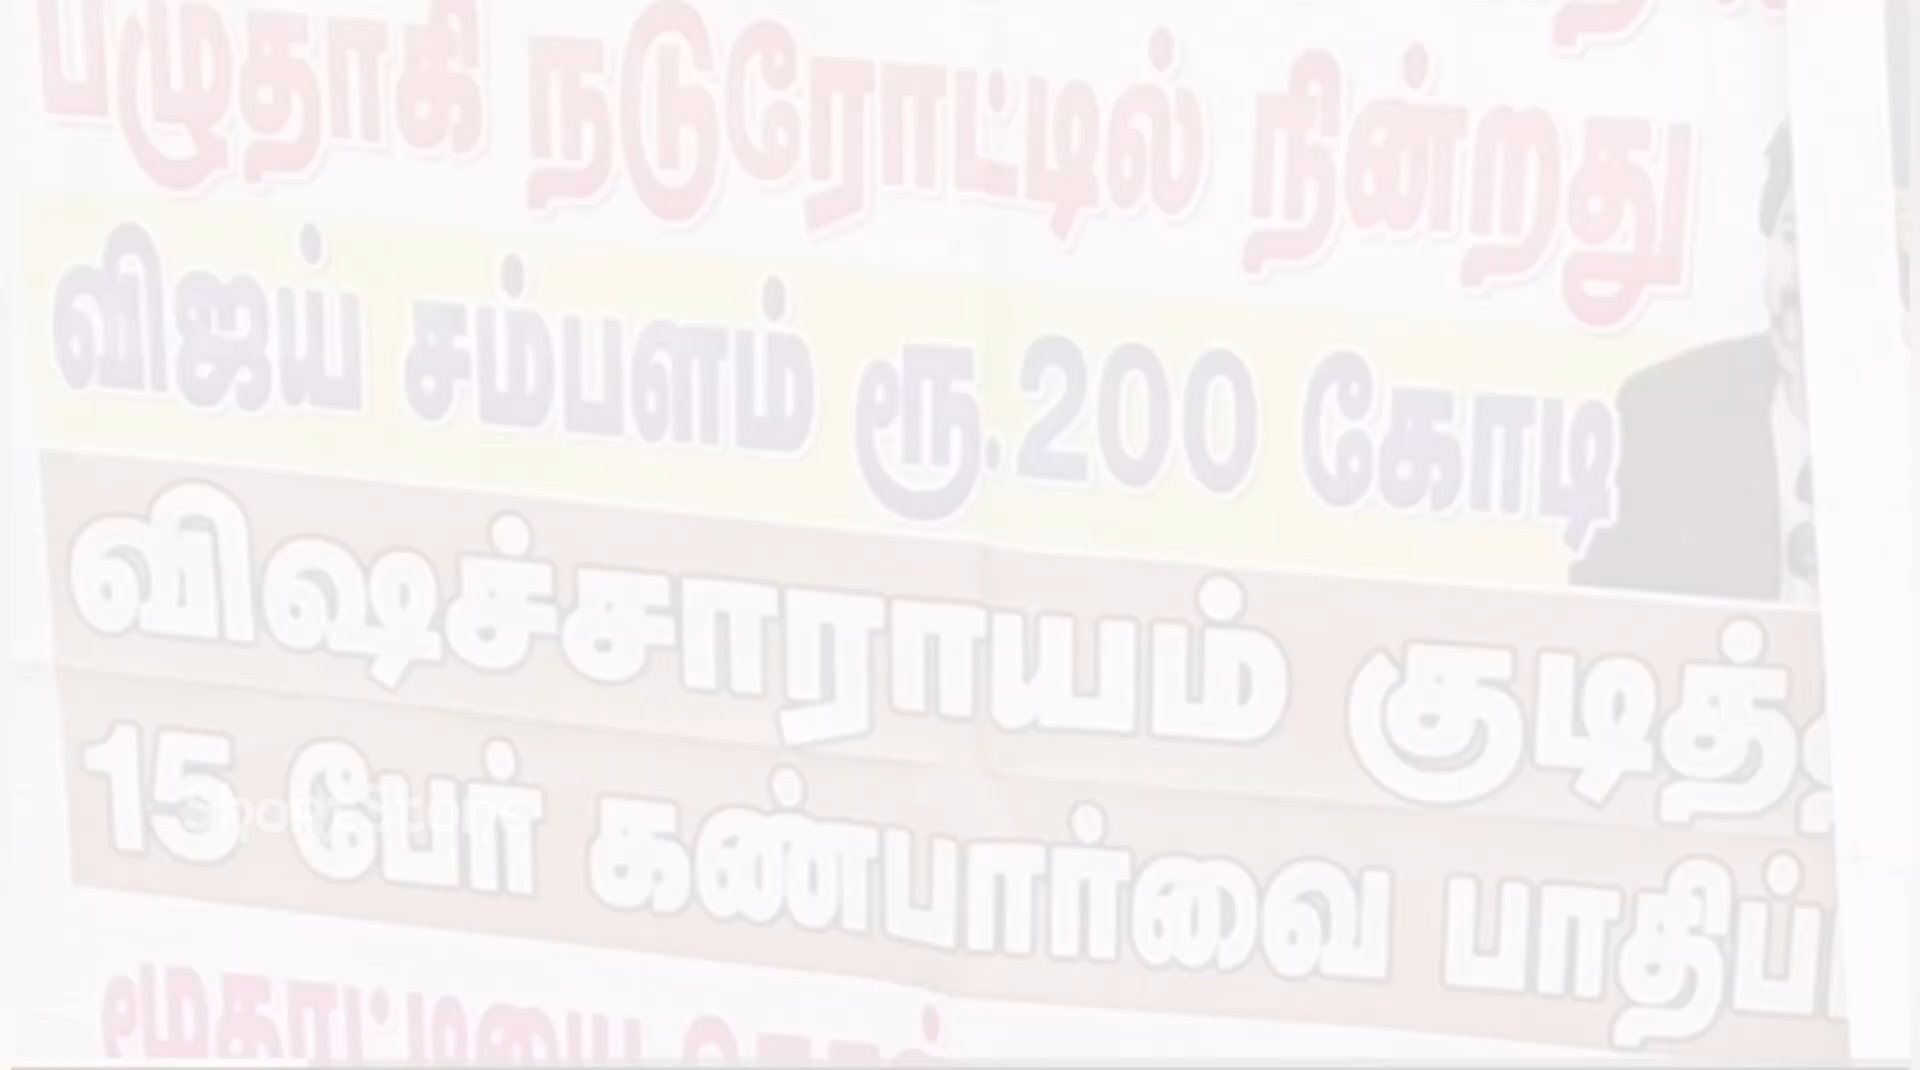 பழுதாகி நடுரோட்டில் நின்றது
விஜய் சம்பளம் ரூ.200 கோடி
விஷச்சாராயம் குடித்
15 பேர் கண்பார்வை பாதிப்